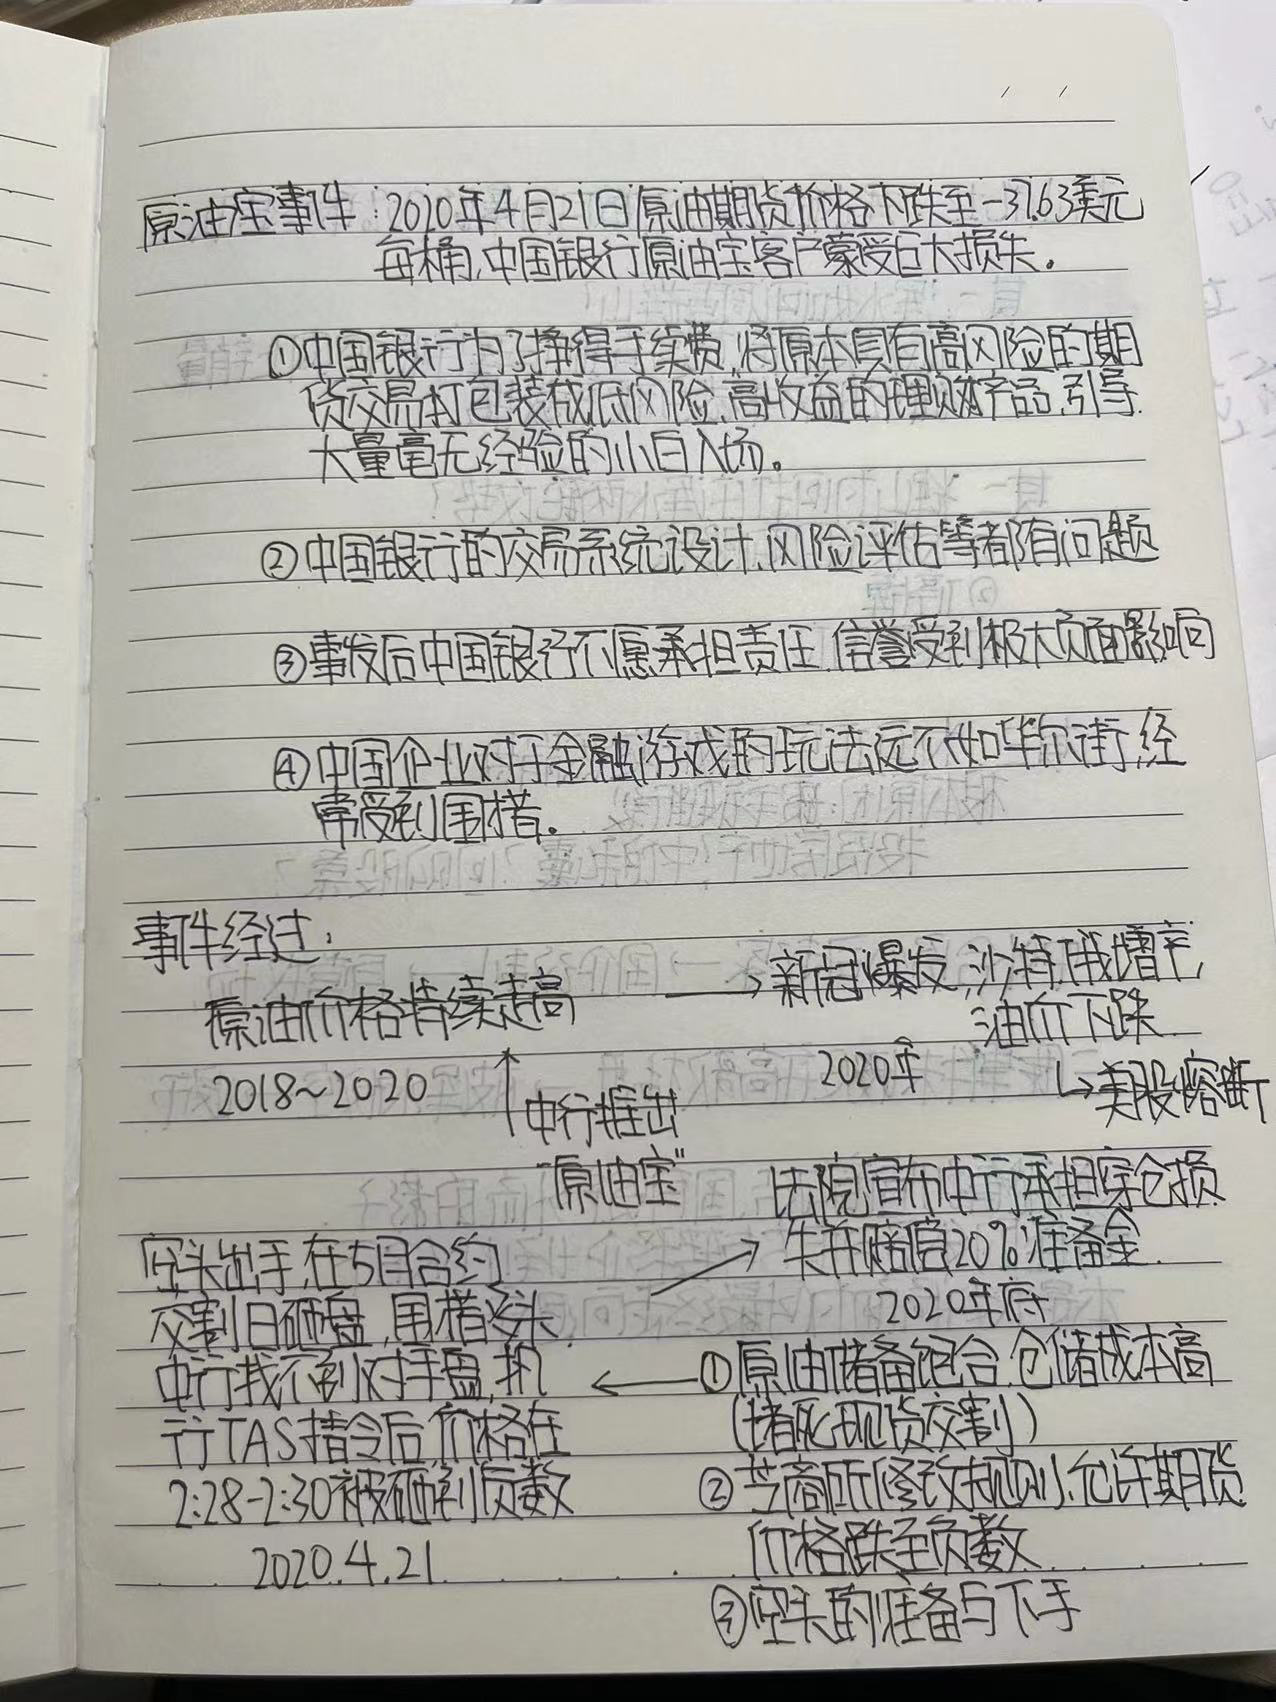 原油宝事件：2020年4月21日原油期货价格下跌至-37.63美元
每桶，中国银行原油宝客户蒙受巨大损失。
①中国银行为了挣得手续费，将原本具有高风险的期
货交易打包装成低风险、高收益的理财产品，引导
大量毫无经验的小白入场。
②中国银行的交易系统设计、风险评估等都有问题
③事发后中国银行不愿承担责任，信誉受到极大负面影响
④中国企业对于金融游戏的玩法远不如华尔街，经
常受到围猎。
事件经过：
原油价格持续走高
2018~2020
↑中行推出
"原油宝"
→新冠爆发，沙特、俄增产，
油价下跌
2020年
↳美股熔断
①原油储备饱合，仓储成本高
(堵死现货交割)
②芝商所修改规则，允许期货
价格跌至负数
③空头的准备与下手
←
空头出手，在5月合约
交割日砸盘，围猎多头
中行找不到对手盘，执
行TAS指令后，价格在
2:28-2:30被砸到负数
2020.4.21
→法院宣布中行承担穿仓损
失并赔偿20%准备金
2020年底